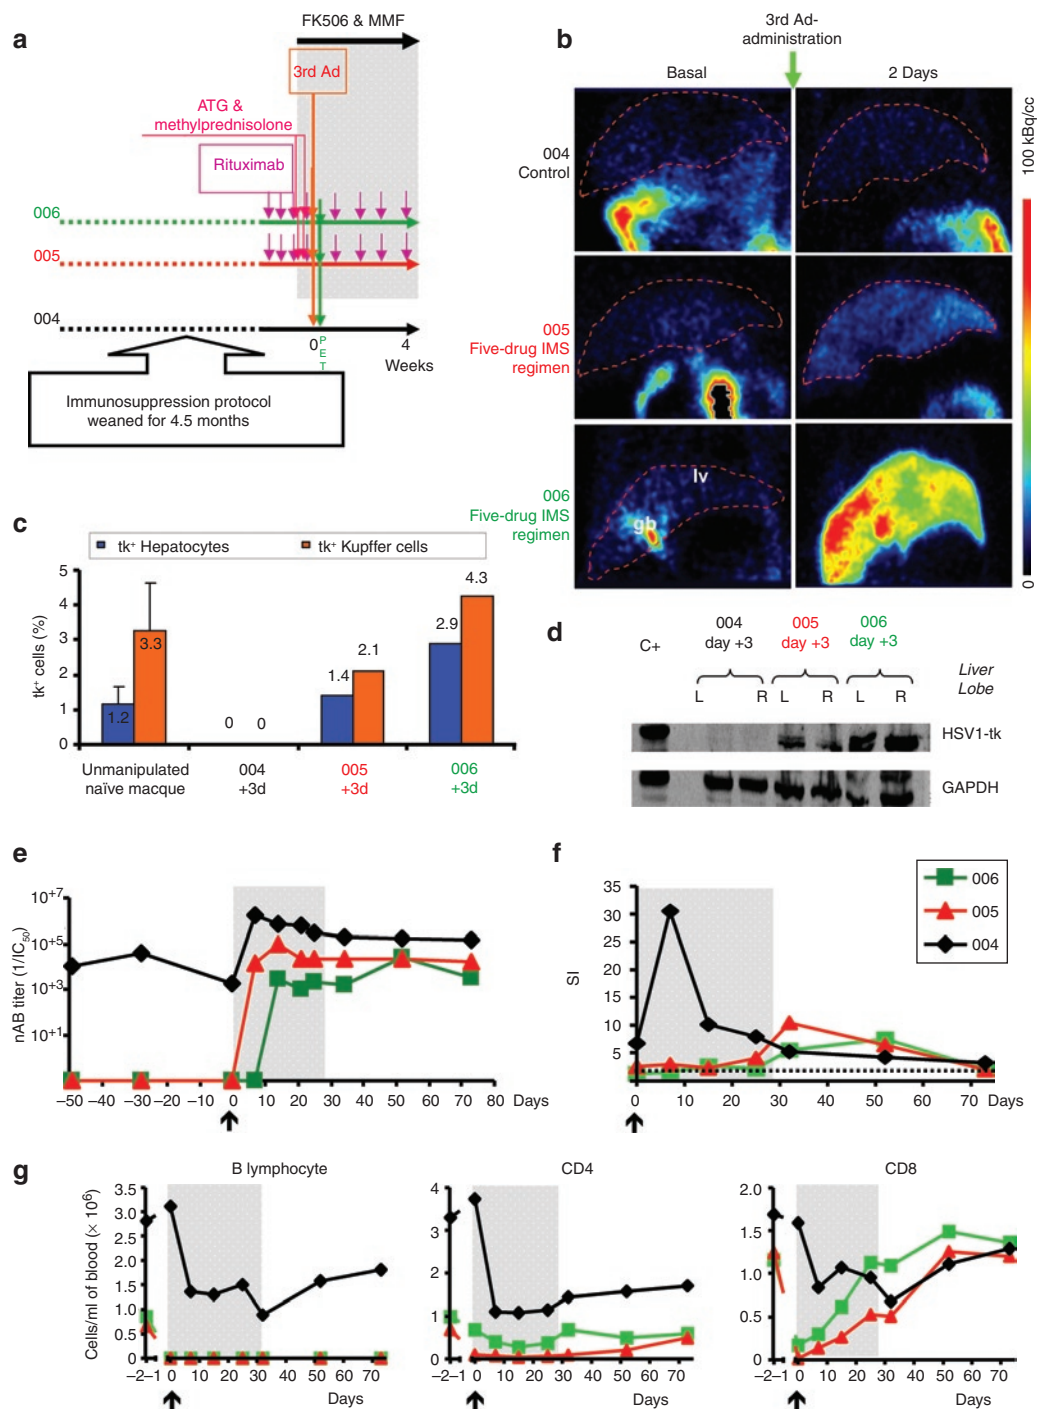 a
FK506 & MMF
3rd Ad
ATG &
methylprednisolone
Rituximab
006
005
004
0
P
E
T
4
Weeks
Immunosuppression protocol
weaned for 4.5 months
b
3rd Ad-
administration
Basal
2 Days
004
Control
005
Five-drug IMS
regimen
006
Five-drug IMS
regimen
lv
gb
100 kBq/cc
0
c
tk+ Hepatocytes
tk+ Kupffer cells
tk+ cells (%)
5
4
3
2
1
0
1.2
3.3
0
0
1.4
2.1
2.9
4.3
Unmanipulated
naïve macque
004
+3d
005
+3d
006
+3d
d
C+
004
day +3
005
day +3
006
day +3
Liver
Lobe
L
R
L
R
L
R
HSV1-tk
GAPDH
e
nAB titer (1/IC50)
10+7
10+5
10+3
10+1
–50 –40 –30 –20 –10 0 10 20 30 40 50 60 70 80 Days
f
006
005
004
SI
35
30
25
20
15
10
5
0 10 20 30 40 50 60 70 Days
g
B lymphocyte
Cells/ml of blood (× 10⁶)
3.5
3.0
2.5
2.0
1.5
1.0
0.5
0
–2–1 0 10 20 30 40 50 60 70
Days
CD4
4
3
2
1
0
–2–1 0 10 20 30 40 50 60 70
Days
CD8
2.0
1.5
1.0
0.5
0
–2–1 0 10 20 30 40 50 60 70
Days